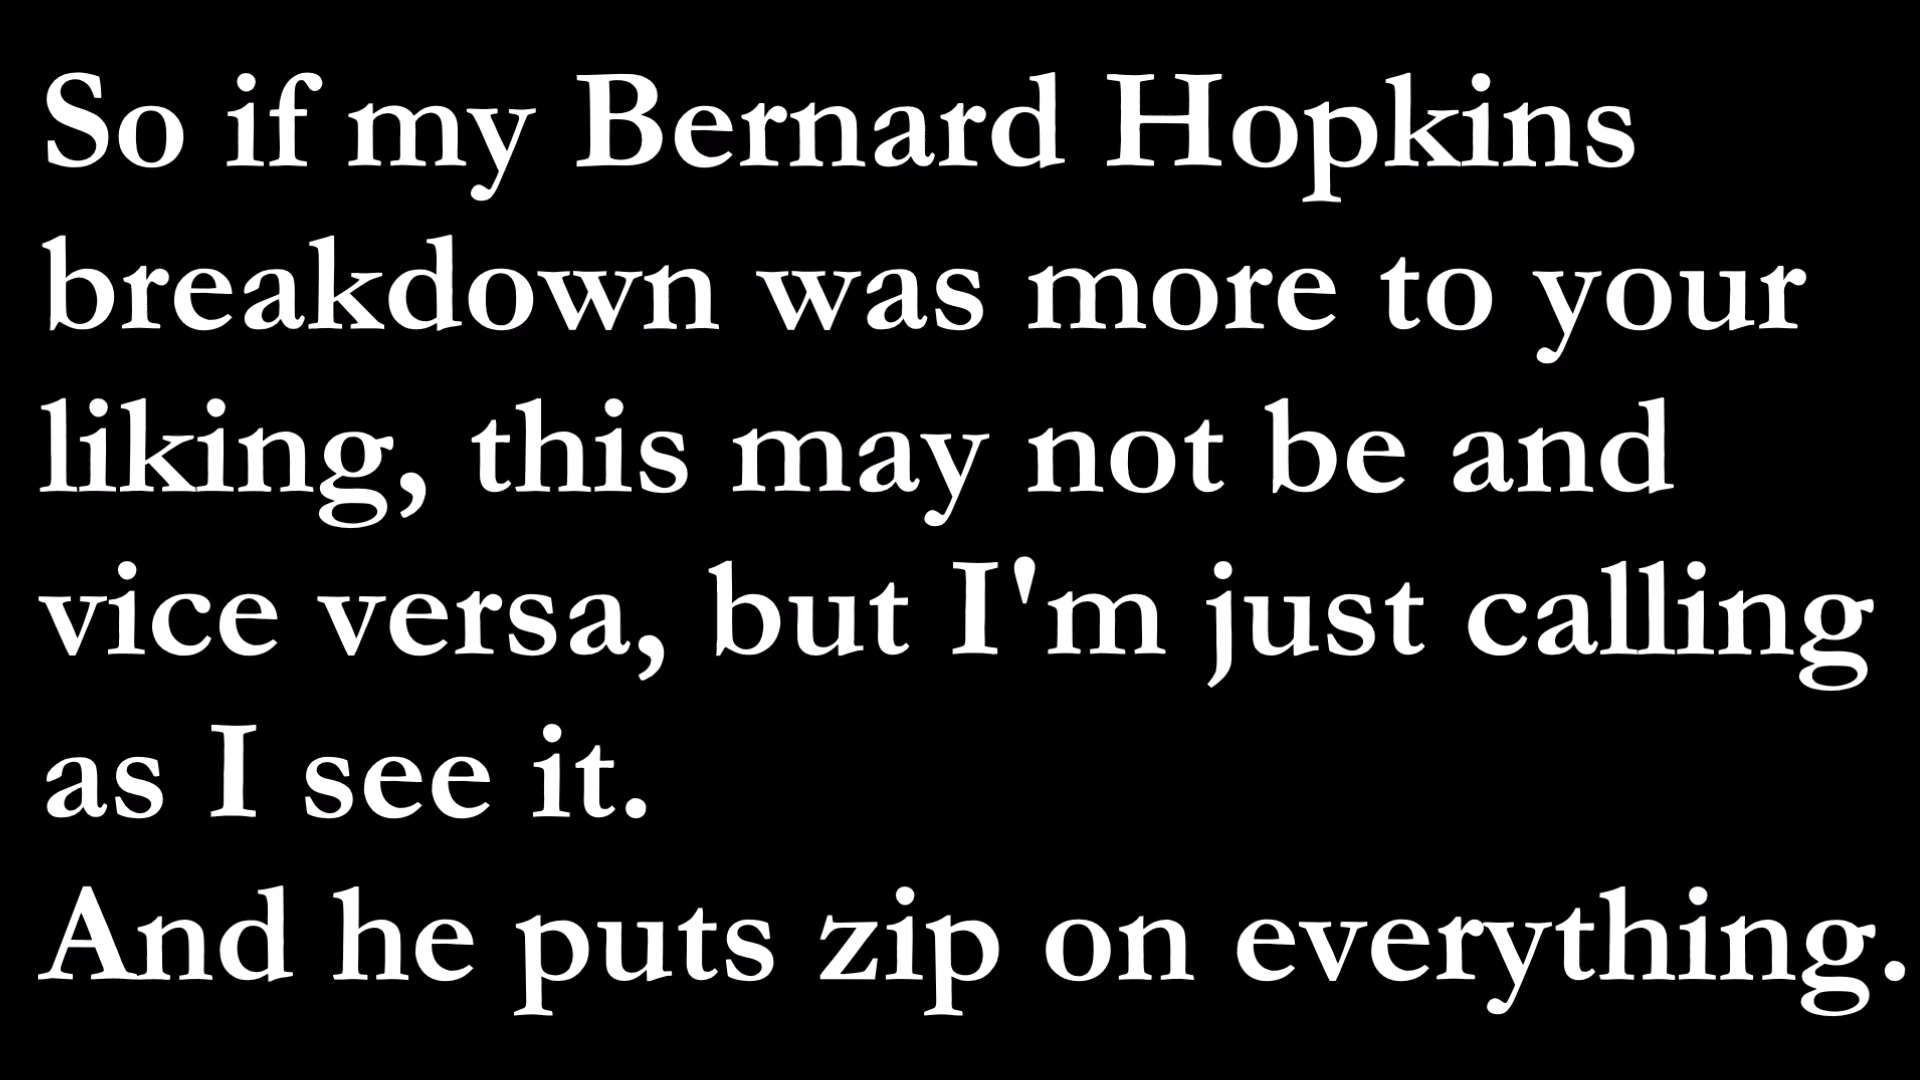 So if my Bernard Hopkins
breakdown was more to your
liking, this may not be and
vice versa, but I'm just calling
as I see it.
And he puts zip on everything.